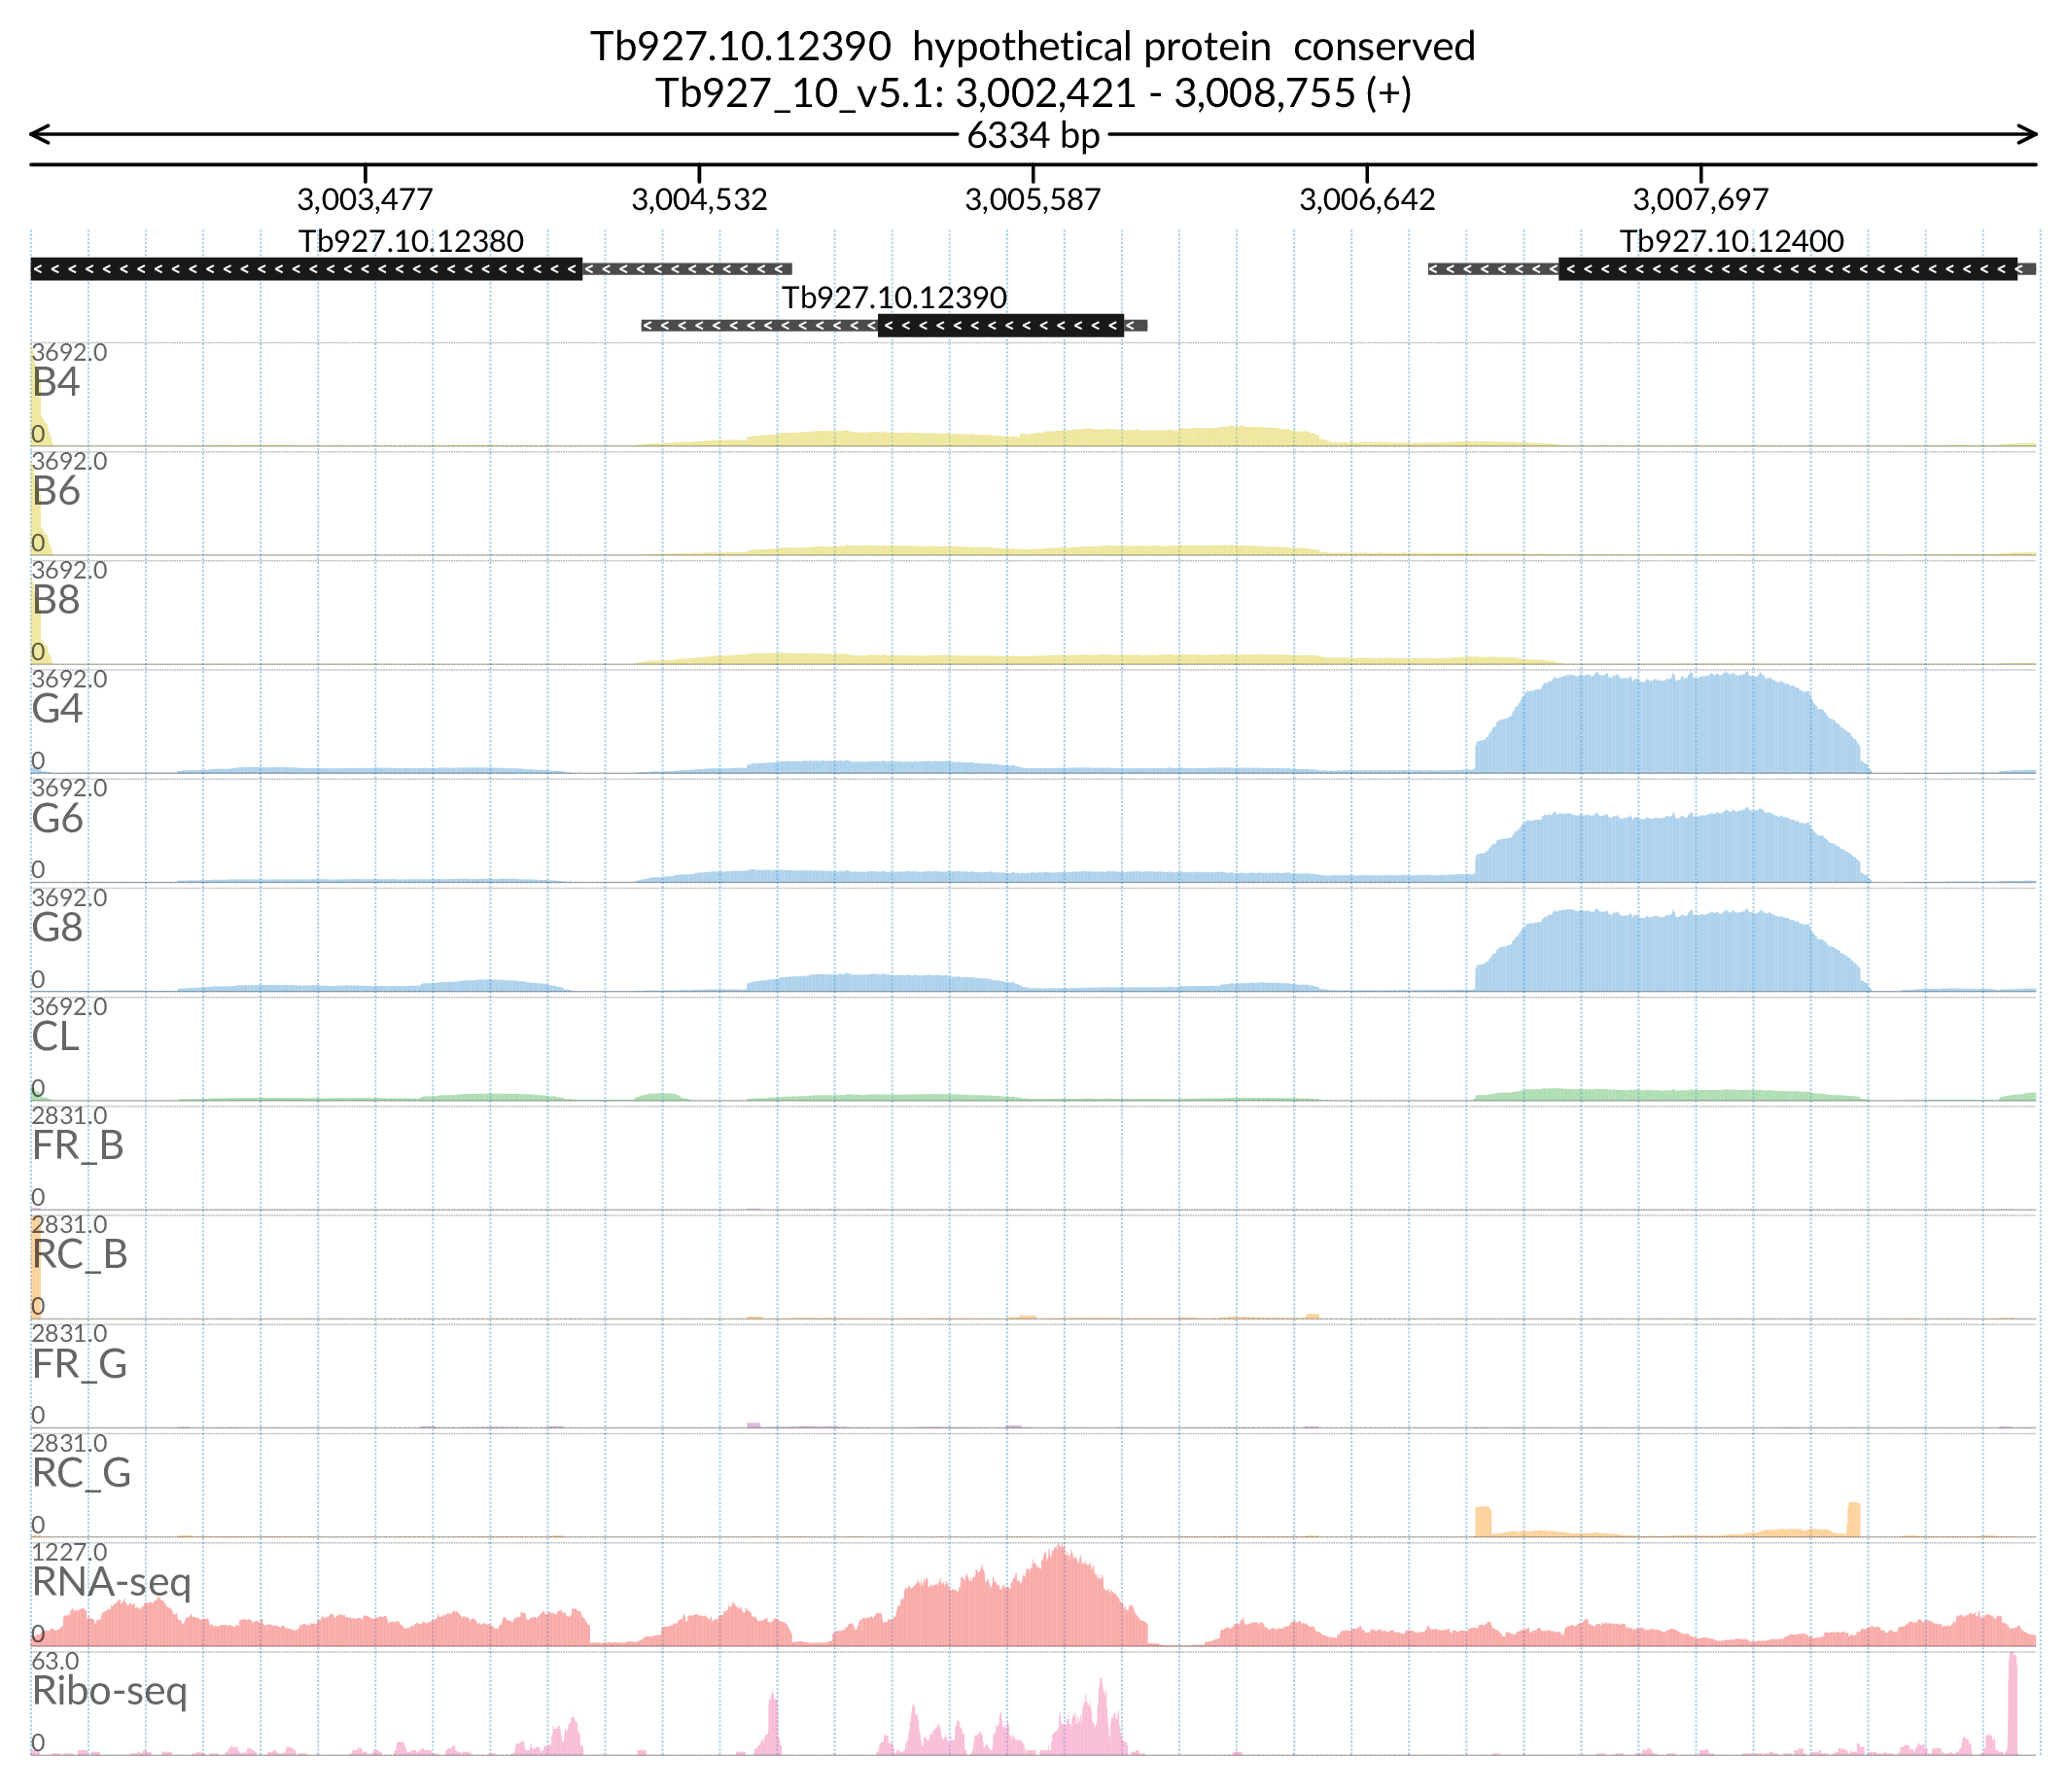 Tb927.10.12390 hypothetical protein conserved
Tb927_10_v5.1: 3,002,421 - 3,008,755 (+)
6334 bp
3,003,477 3,004,532 3,005,587 3,006,642 3,007,697
Tb927.10.12380 Tb927.10.12400
Tb927.10.12390
3692.0
B4
0
3692.0
B6
0
3692.0
B8
0
3692.0
G4
0
3692.0
G6
0
3692.0
G8
0
3692.0
CL
0
2831.0
FR_B
0
2831.0
RC_B
0
2831.0
FR_G
0
2831.0
RC_G
0
1227.0
RNA-seq
0
63.0
Ribo-seq
0